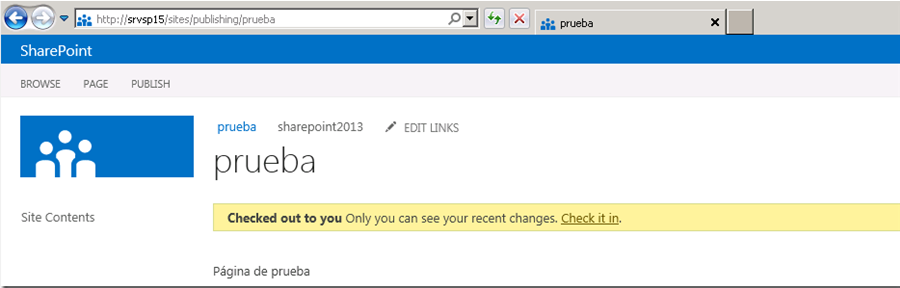 http://srvsp15/sites/publishing/prueba
prueba
SharePoint
BROWSE PAGE PUBLISH
prueba sharepoint2013 EDIT LINKS
prueba
Site Contents
Checked out to you Only you can see your recent changes. Check it in.
Página de prueba